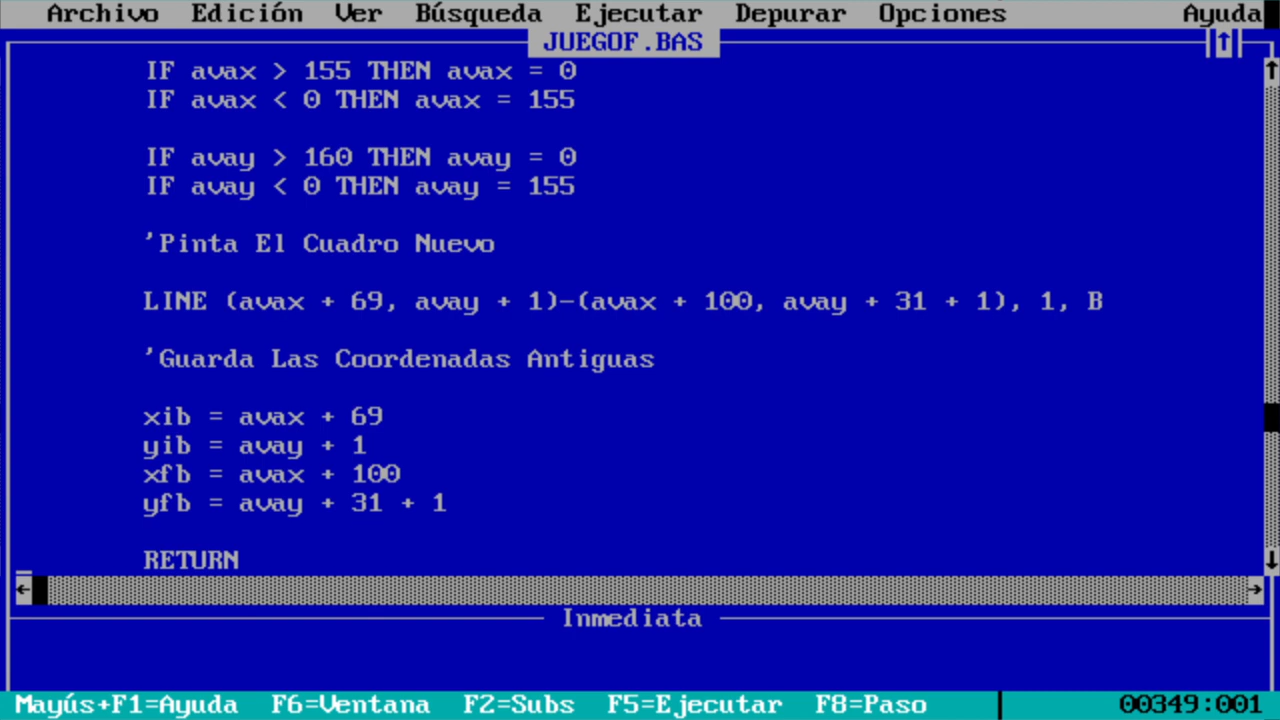 Archivo Edición Ver Búsqueda Ejecutar Depurar Opciones Ayuda
JUEGOF.BAS
IF avax > 155 THEN avax = 0
IF avax < 0 THEN avax = 155
IF avay > 160 THEN avay = 0
IF avay < 0 THEN avay = 155
'Pinta El Cuadro Nuevo
LINE (avax + 69, avay + 1)-(avax + 100, avay + 31 + 1), 1, B
'Guarda Las Coordenadas Antiguas
xib = avax + 69
yib = avay + 1
xfb = avax + 100
yfb = avay + 31 + 1
RETURN
Inmediata
Mayús+F1=Ayuda F6=Ventana F2=Subs F5=Ejecutar F8=Paso 00349:001